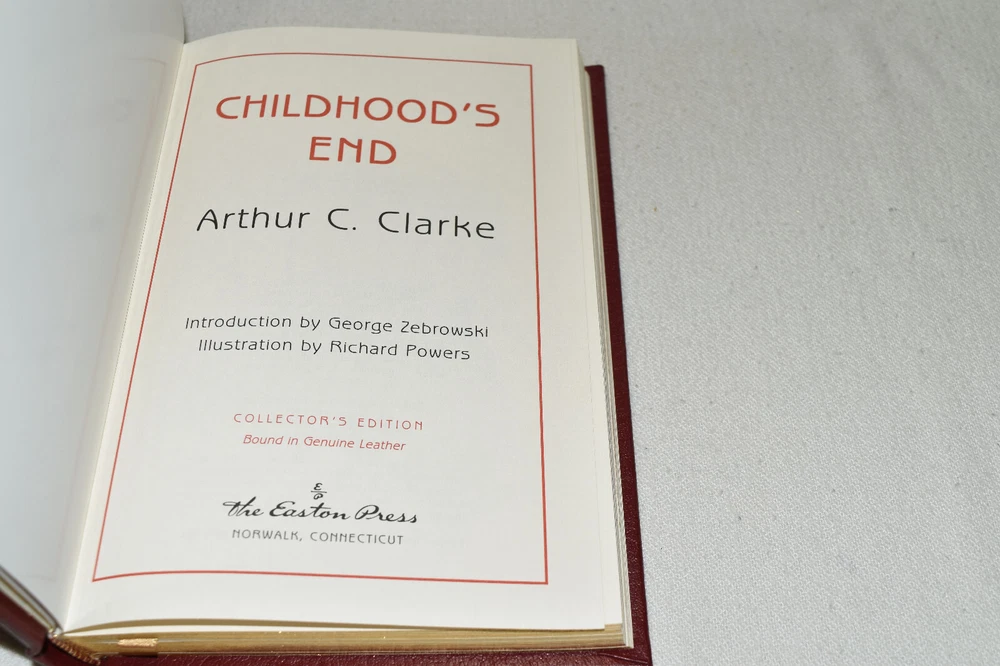 CHILDHOOD'S
END
Arthur C. Clarke
Introduction by George Zebrowski
Illustration by Richard Powers
COLLECTOR'S EDITION
Bound in Genuine Leather
E
P
the Easton Press
NORWALK, CONNECTICUT